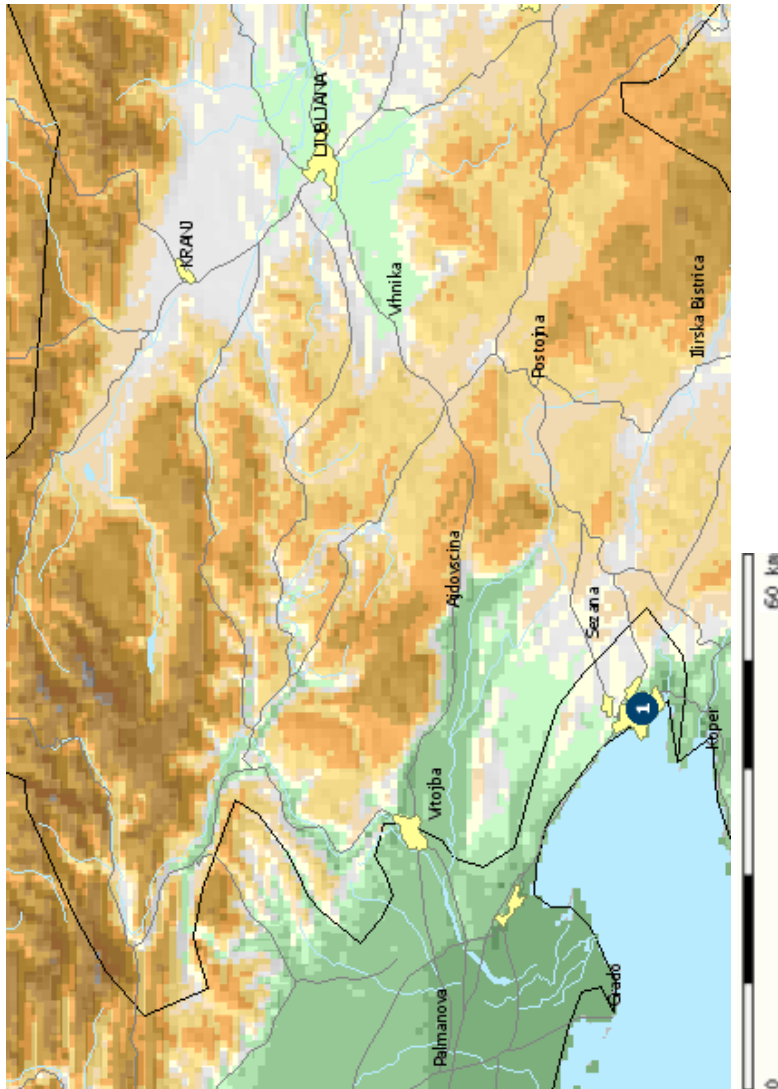 KRANJ
LJUBLJANA
Vrhnika
Vrtojba
Palmanova
Ajdovscina
Postojna
Sezana
Grado
1
Ilirska Bistrica
Koper
0 60 km